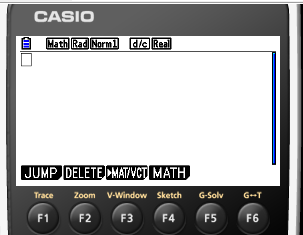 CASIO
Math Rad Norm1 d/c Real
JUMP DELETE ▶MAT/VCT MATH
Trace Zoom V-Window Sketch G-Solv G↔T
F1 F2 F3 F4 F5 F6